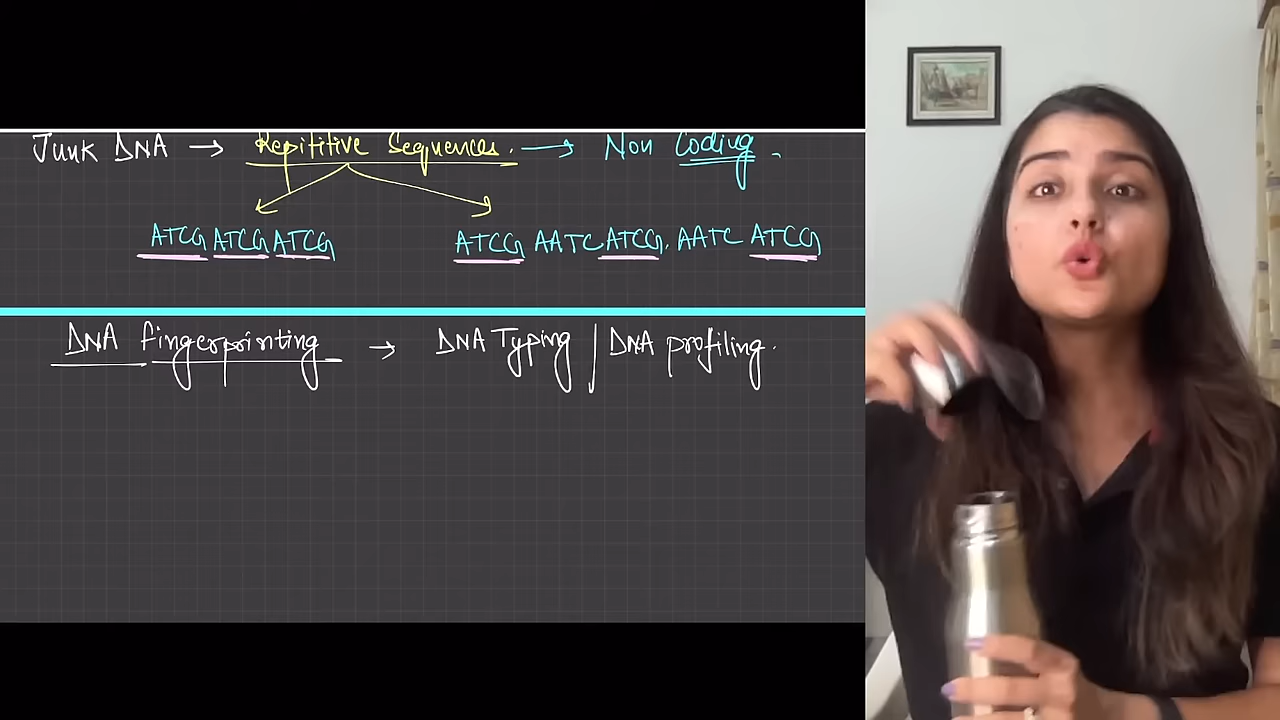 Junk DNA → Repititive Sequences. → Non Coding.
ATCG ATCG ATCG ATCG AATC ATCG. AATC ATCG
DNA fingerprinting → DNA Typing / DNA profiling.